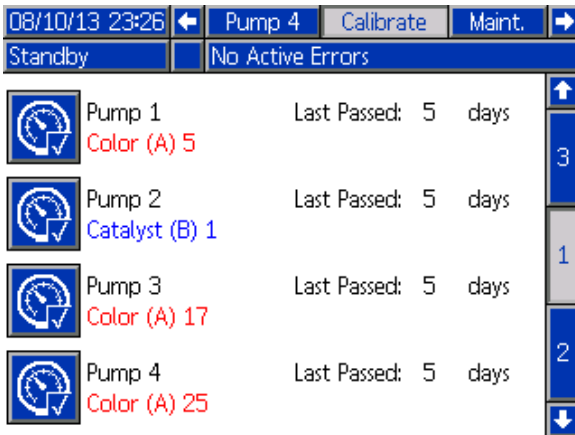 08/10/13 23:26 Pump 4 Calibrate Maint.
Standby No Active Errors
Pump 1 Last Passed: 5 days
Color (A) 5
3
Pump 2 Last Passed: 5 days
Catalyst (B) 1
1
Pump 3 Last Passed: 5 days
Color (A) 17
2
Pump 4 Last Passed: 5 days
Color (A) 25